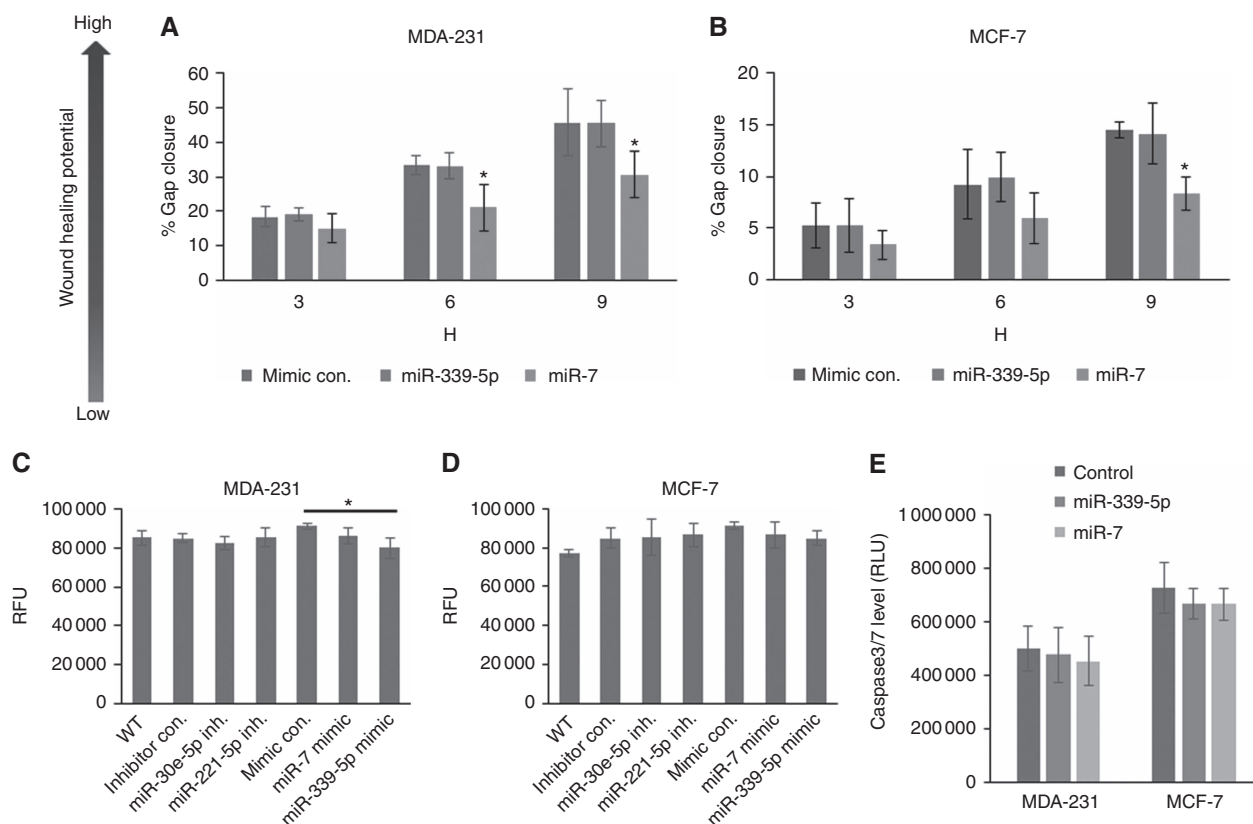 High
Wound healing potential
Low
A
MDA-231
% Gap closure
60
50
40
30
20
10
0
*
*
3 6 9
H
Mimic con. miR-339-5p miR-7
B
MCF-7
% Gap closure
20
15
10
5
0
*
3 6 9
H
Mimic con. miR-339-5p miR-7
C
MDA-231
RFU
100 000
80 000
60 000
40 000
20 000
0
*
WT
Inhibitor con.
miR-30e-5p inh.
miR-221-5p inh.
Mimic con.
miR-7 mimic
miR-339-5p mimic
D
MCF-7
RFU
100 000
80 000
60 000
40 000
20 000
0
WT
Inhibitor con.
miR-30e-5p inh.
miR-221-5p inh.
Mimic con.
miR-7 mimic
miR-339-5p mimic
E
Control
miR-339-5p
miR-7
Caspase3/7 level (RLU)
1 000 000
800 000
600 000
400 000
200 000
0
MDA-231 MCF-7